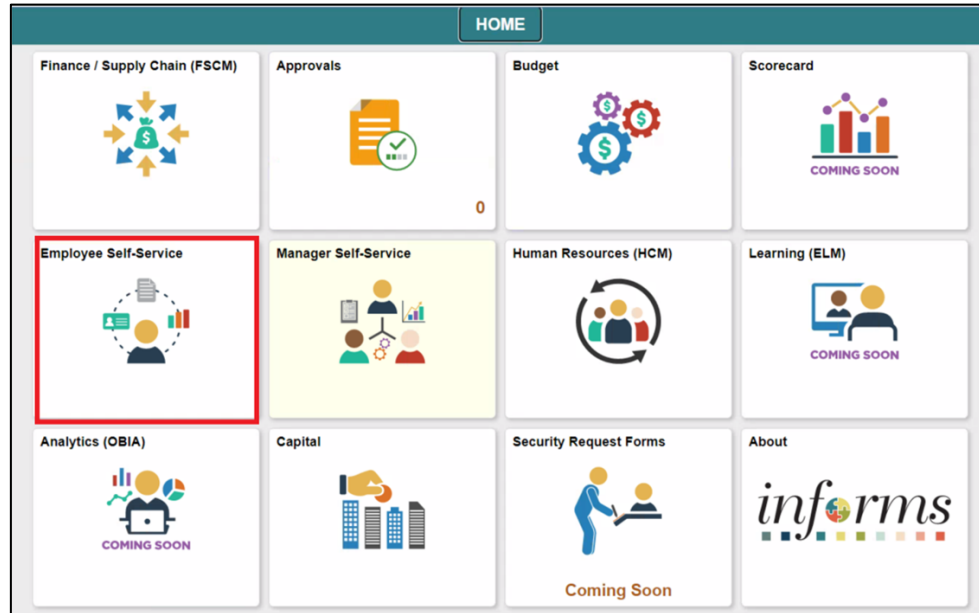 HOME
Finance / Supply Chain (FSCM)
Approvals
Budget
Scorecard
COMING SOON
0
Employee Self-Service
Manager Self-Service
Human Resources (HCM)
Learning (ELM)
COMING SOON
Analytics (OBIA)
Capital
Security Request Forms
About
COMING SOON
informs
Coming Soon